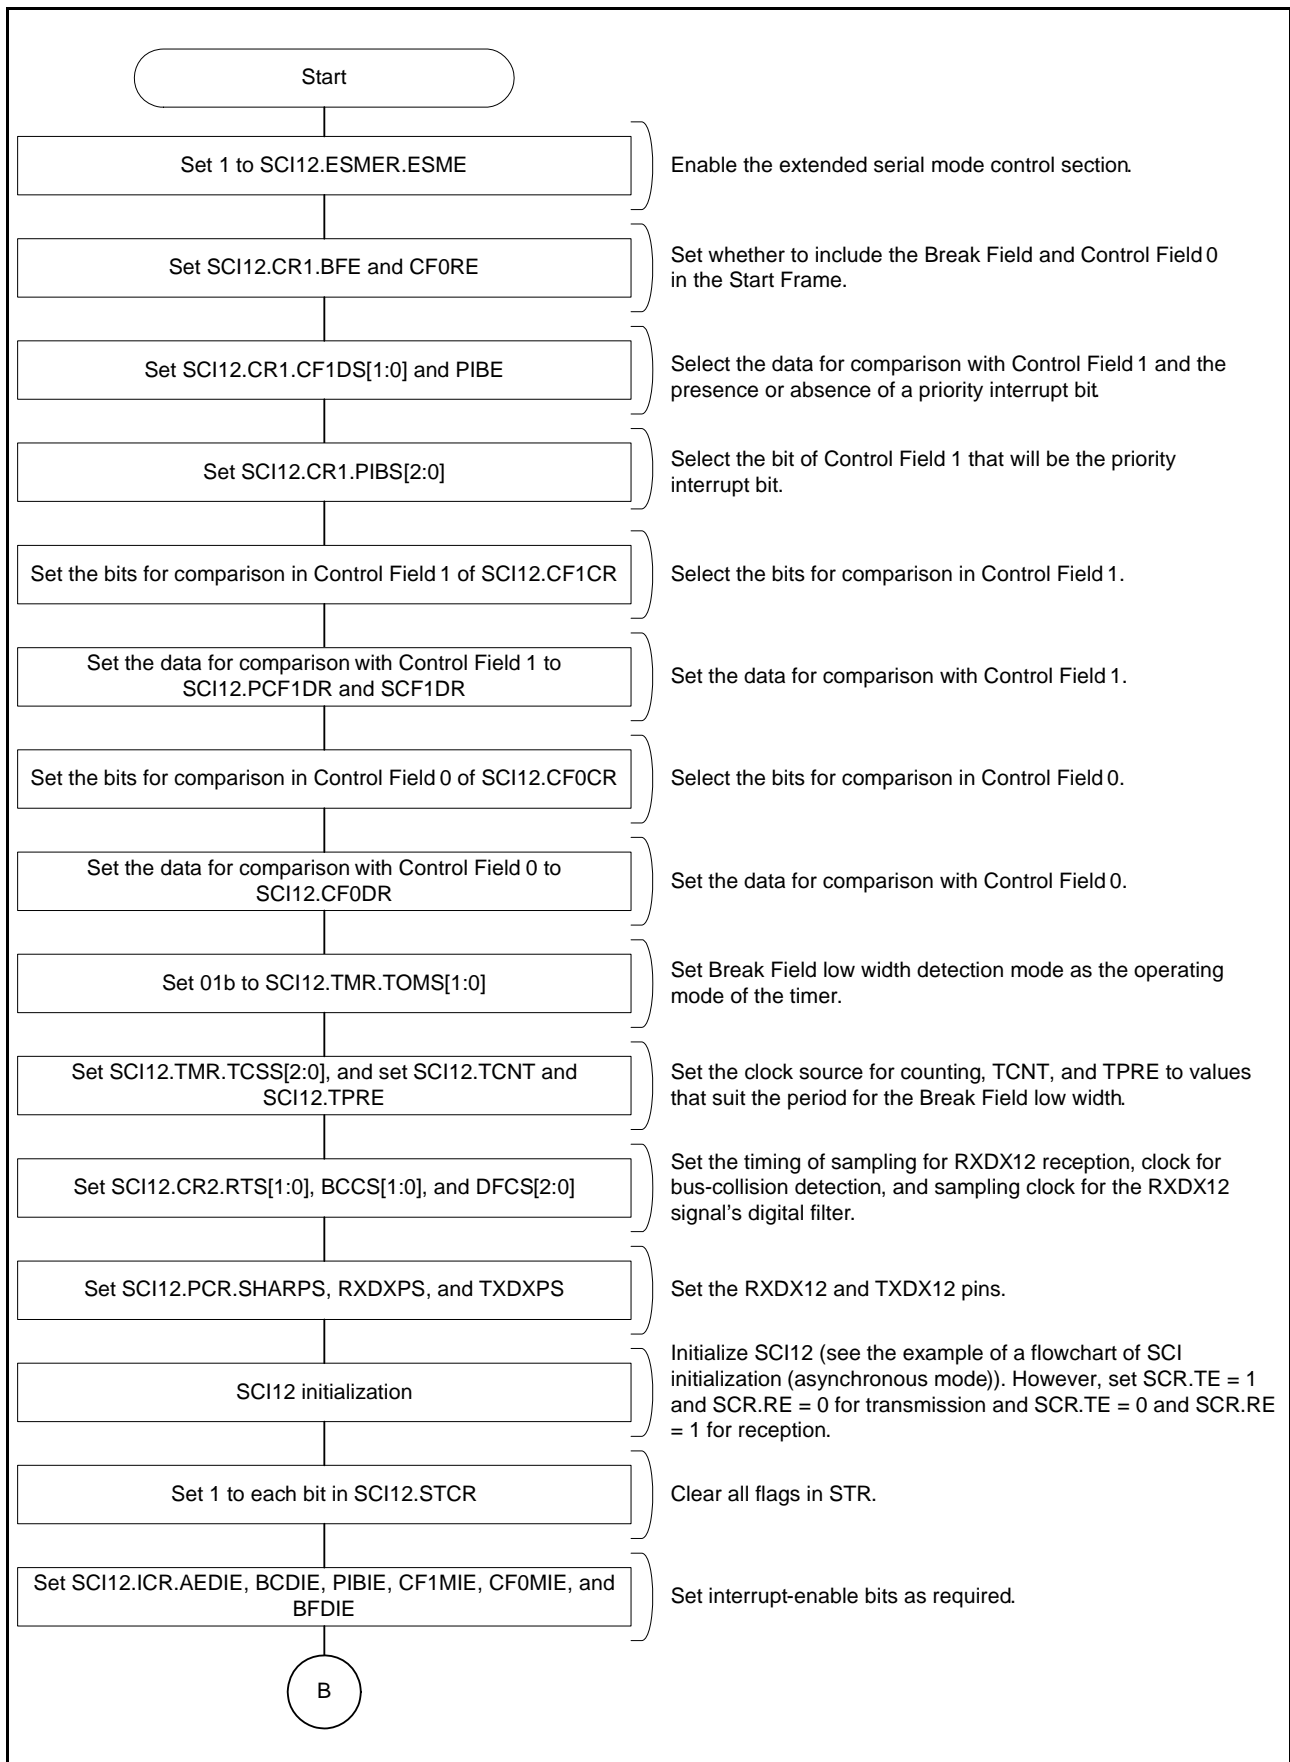 Start
Set 1 to SCI12.ESMER.ESME
Enable the extended serial mode control section.
Set SCI12.CR1.BFE and CF0RE
Set whether to include the Break Field and Control Field 0
in the Start Frame.
Set SCI12.CR1.CF1DS[1:0] and PIBE
Select the data for comparison with Control Field 1 and the
presence or absence of a priority interrupt bit.
Set SCI12.CR1.PIBS[2:0]
Select the bit of Control Field 1 that will be the priority
interrupt bit.
Set the bits for comparison in Control Field 1 of SCI12.CF1CR
Select the bits for comparison in Control Field 1.
Set the data for comparison with Control Field 1 to
SCI12.PCF1DR and SCF1DR
Set the data for comparison with Control Field 1.
Set the bits for comparison in Control Field 0 of SCI12.CF0CR
Select the bits for comparison in Control Field 0.
Set the data for comparison with Control Field 0 to
SCI12.CF0DR
Set the data for comparison with Control Field 0.
Set 01b to SCI12.TMR.TOMS[1:0]
Set Break Field low width detection mode as the operating
mode of the timer.
Set SCI12.TMR.TCSS[2:0], and set SCI12.TCNT and
SCI12.TPRE
Set the clock source for counting, TCNT, and TPRE to values
that suit the period for the Break Field low width.
Set SCI12.CR2.RTS[1:0], BCCS[1:0], and DFCS[2:0]
Set the timing of sampling for RXDX12 reception, clock for
bus-collision detection, and sampling clock for the RXDX12
signal's digital filter.
Set SCI12.PCR.SHARPS, RXDXPS, and TXDXPS
Set the RXDX12 and TXDX12 pins.
SCI12 initialization
Initialize SCI12 (see the example of a flowchart of SCI
initialization (asynchronous mode)). However, set SCR.TE = 1
and SCR.RE = 0 for transmission and SCR.TE = 0 and SCR.RE
= 1 for reception.
Set 1 to each bit in SCI12.STCR
Clear all flags in STR.
Set SCI12.ICR.AEDIE, BCDIE, PIBIE, CF1MIE, CF0MIE, and
BFDIE
Set interrupt-enable bits as required.
B